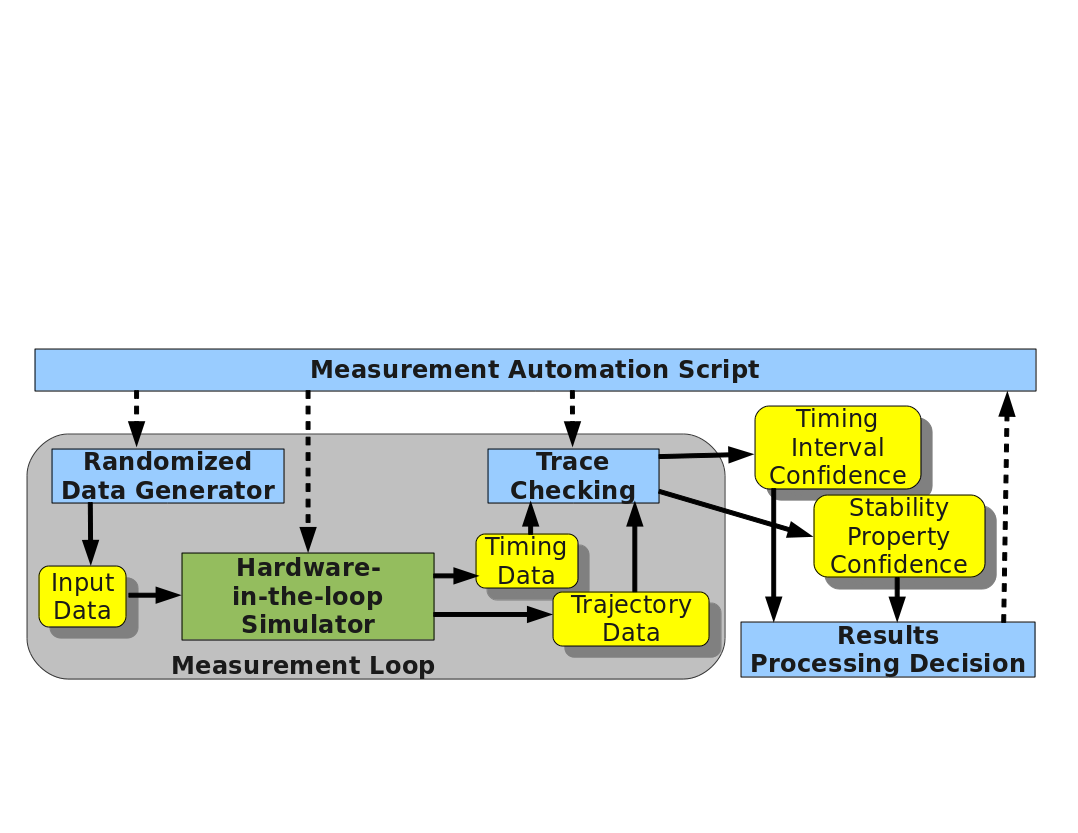 Measurement Automation Script
Randomized
Data Generator
Trace
Checking
Timing
Interval
Confidence
Stability
Property
Confidence
Input
Data
Hardware-
in-the-loop
Simulator
Timing
Data
Trajectory
Data
Measurement Loop
Results
Processing Decision